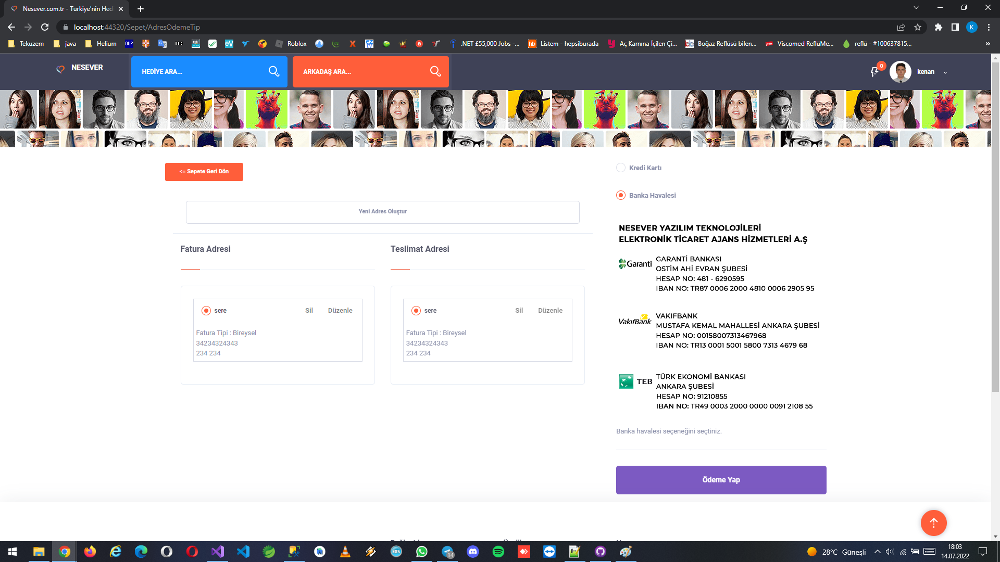 Nesever.com.tr - Türkiye'nin Hed
localhost:44320/Sepet/AdresOdemeTip
K
Tekuzem
java
Helium
OUP
BBC
tek
eV
Roblox
X
.NET £55,000 Jobs -...
hb
Listem - hepsiburada
Aç Karnına İçilen Çi...
Boğaz Reflüsü bilen...
Viscomed RefluMe...
reflü - #100637815...
»
NESEVER
HEDİYE ARA...
ARKADAŞ ARA...
0
kenan
<= Sepete Geri Dön
Yeni Adres Oluştur
Fatura Adresi
sere
Sil
Düzenle
Fatura Tipi : Bireysel
34234324343
234 234
Teslimat Adresi
sere
Sil
Düzenle
Fatura Tipi : Bireysel
34234324343
234 234
Kredi Kartı
Banka Havalesi
NESEVER YAZILIM TEKNOLOJİLERİ
ELEKTRONİK TİCARET AJANS HİZMETLERİ A.Ş
Garanti
GARANTİ BANKASI
OSTİM AHİ EVRAN ŞUBESİ
HESAP NO: 481 - 6290595
IBAN NO: TR87 0006 2000 4810 0006 2905 95
VakıfBank
VAKIFBANK
MUSTAFA KEMAL MAHALLESİ ANKARA ŞUBESİ
HESAP NO: 00158007313467968
IBAN NO: TR13 0001 5001 5800 7313 4679 68
TEB
TÜRK EKONOMİ BANKASI
ANKARA ŞUBESİ
HESAP NO: 91210855
IBAN NO: TR49 0003 2000 0000 0091 2108 55
Banka havalesi seçeneğini seçtiniz.
Ödeme Yap
14
28°C Güneşli
18:03
14.07.2022